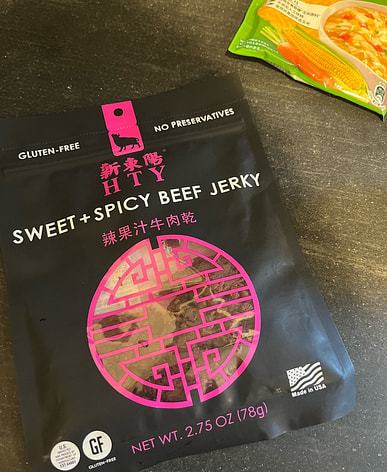 GLUTEN-FREE
NO PRESERVATIVES
新東陽®
HTY
SWEET + SPICY BEEF JERKY
辣果汁牛肉乾
Made in USA
GF
GLUTEN-FREE
NET WT. 2.75 OZ (78g)